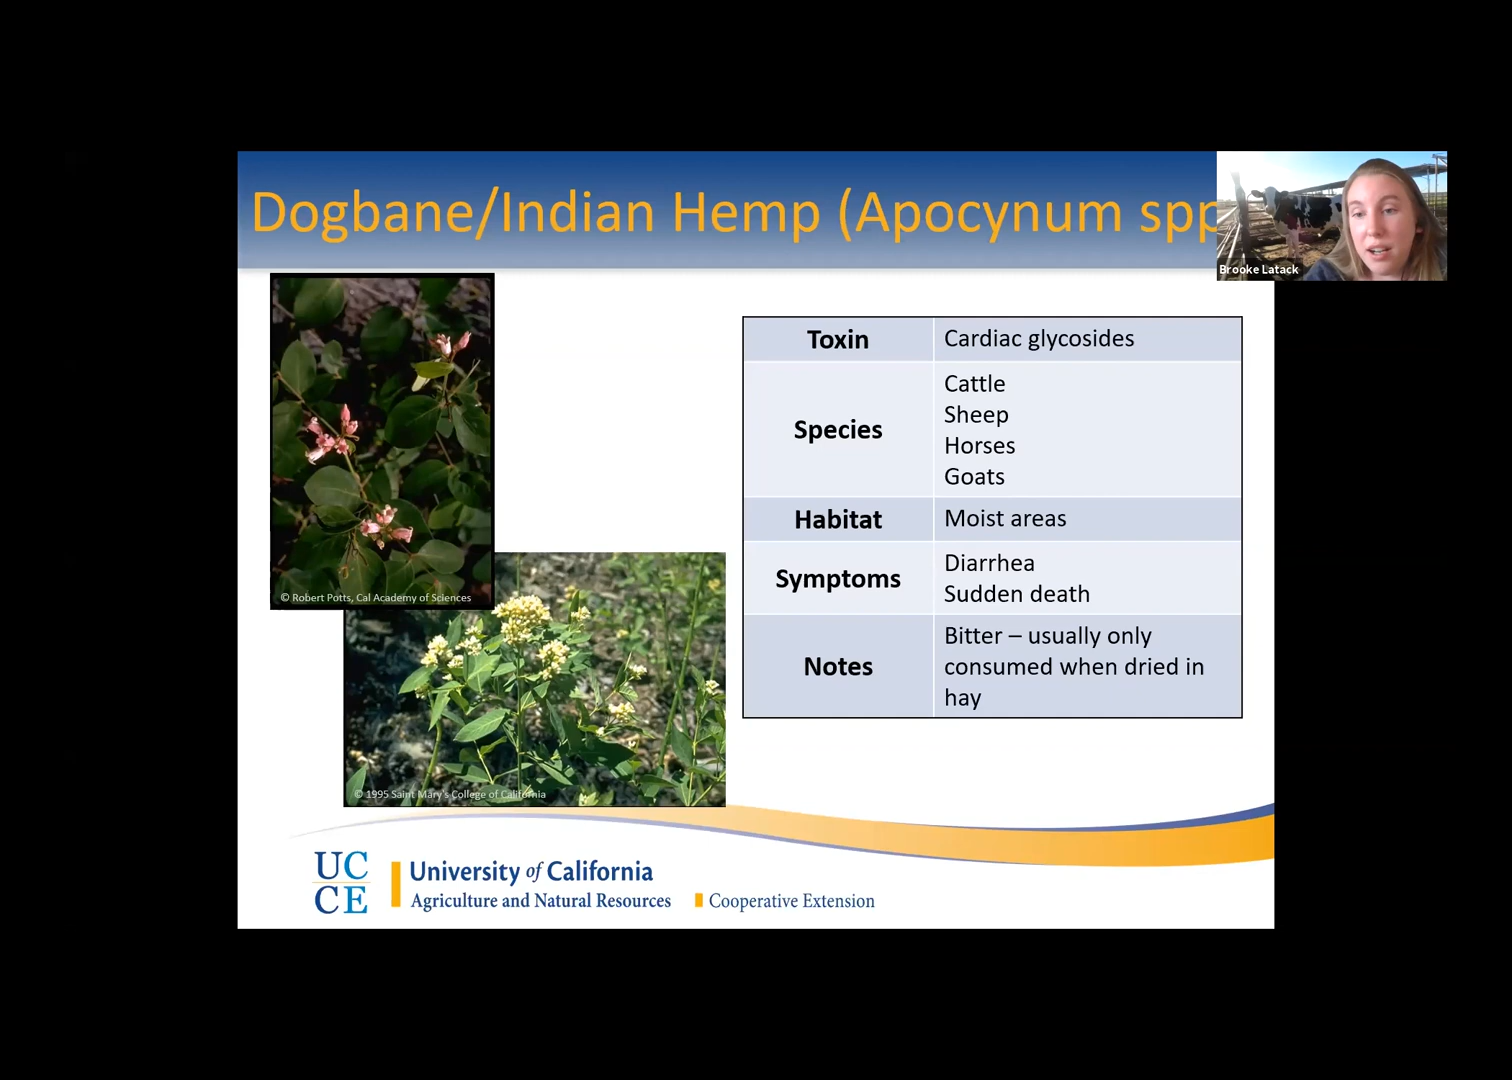 Dogbane/Indian Hemp (Apocynum spp
Brooke Latack
Toxin
Cardiac glycosides
Species
Cattle
Sheep
Horses
Goats
Habitat
Moist areas
Symptoms
Diarrhea
Sudden death
Notes
Bitter – usually only
consumed when dried in
hay
© Robert Potts, Cal Academy of Sciences
© 1995 Saint Mary's College of California
UC
CE
University of California
Agriculture and Natural Resources
Cooperative Extension